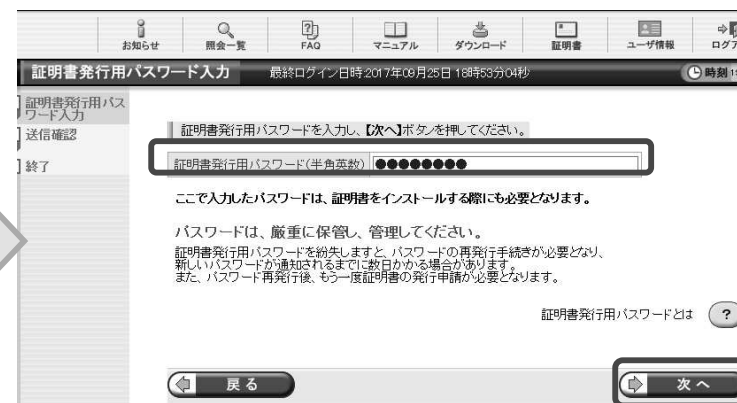 お知らせ 照会一覧 FAQ マニュアル ダウンロード 証明書 ユーザ情報 ログア
証明書発行用パスワード入力 最終ログイン日時:2017年09月25日 18時53分04秒 時刻
証明書発行用パス
ワード入力
送信確認
終了
証明書発行用パスワードを入力し、【次へ】ボタンを押してください。
証明書発行用パスワード(半角英数) ●●●●●●●●
ここで入力したパスワードは、証明書をインストールする際にも必要となります。
パスワードは、厳重に保管し、管理してください。
証明書発行用パスワードを紛失しますと、パスワードの再発行手続きが必要となり、
新しいパスワードが通知されるまでに数日かかる場合があります。
また、パスワード再発行後、もう一度証明書の発行申請が必要となります。
証明書発行用パスワードとは ?
戻る 次へ